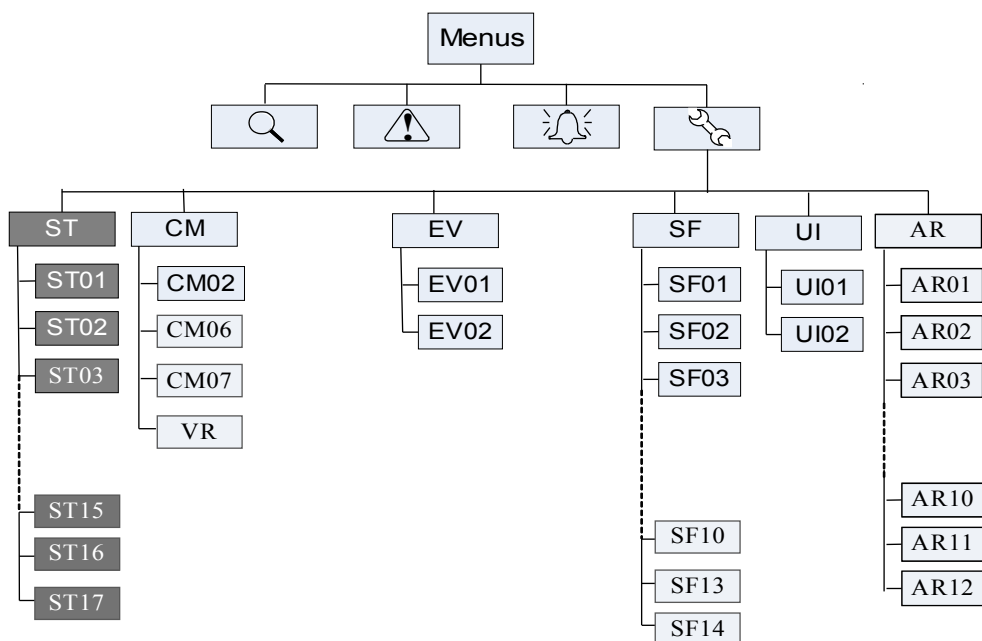 Menus
ST
CM
EV
SF
UI
AR
ST01
ST02
ST03
ST15
ST16
ST17
CM02
CM06
CM07
VR
EV01
EV02
SF01
SF02
SF03
SF10
SF13
SF14
UI01
UI02
AR01
AR02
AR03
AR10
AR11
AR12